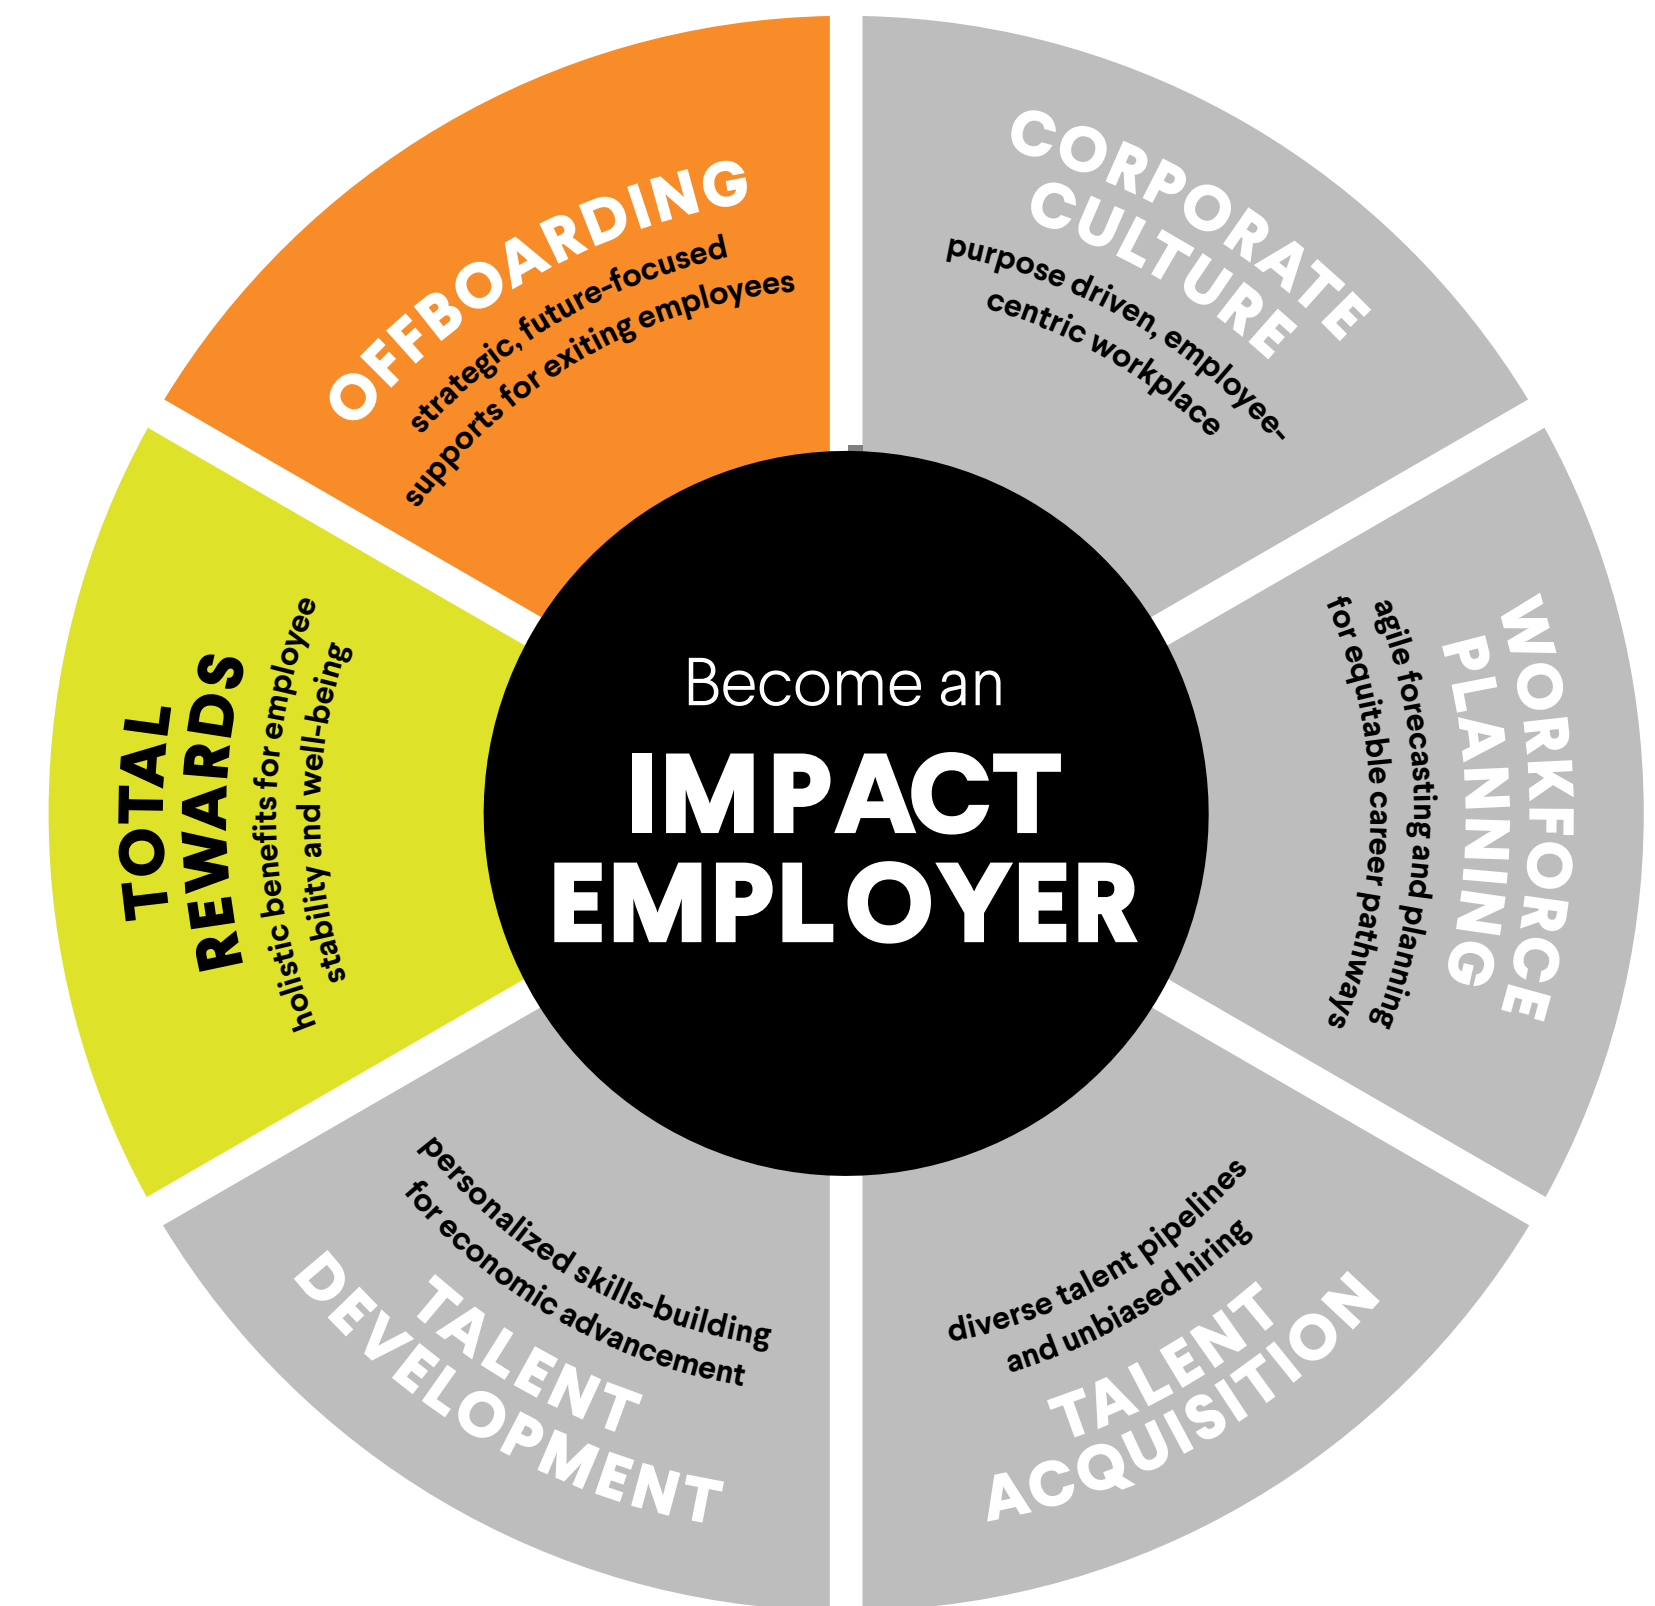 Become an
IMPACT
EMPLOYER
CORPORATE
CULTURE
purpose driven, employee-
centric workplace
WORKFORCE
PLANNING
agile forecasting and planning
for equitable career pathways
diverse talent pipelines
and unbiased hiring
TALENT
ACQUISITION
personalized skills-building
for economic advancement
TALENT
DEVELOPMENT
TOTAL
REWARDS
holistic benefits for employee
stability and well-being
OFFBOARDING
strategic, future-focused
supports for exiting employees